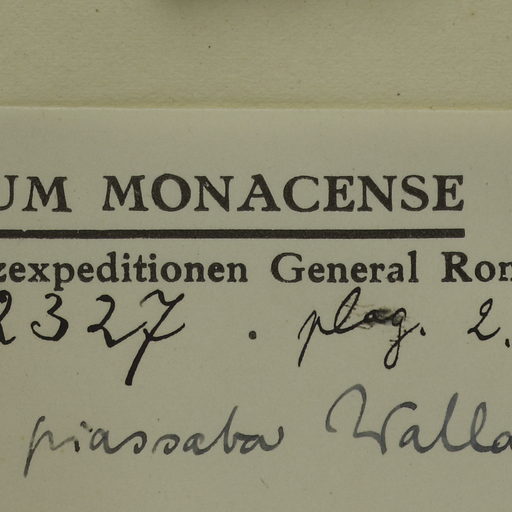 UM MONACENSE
zexpeditionen General Ron
2327 . plag. 2.
piassaba Walla